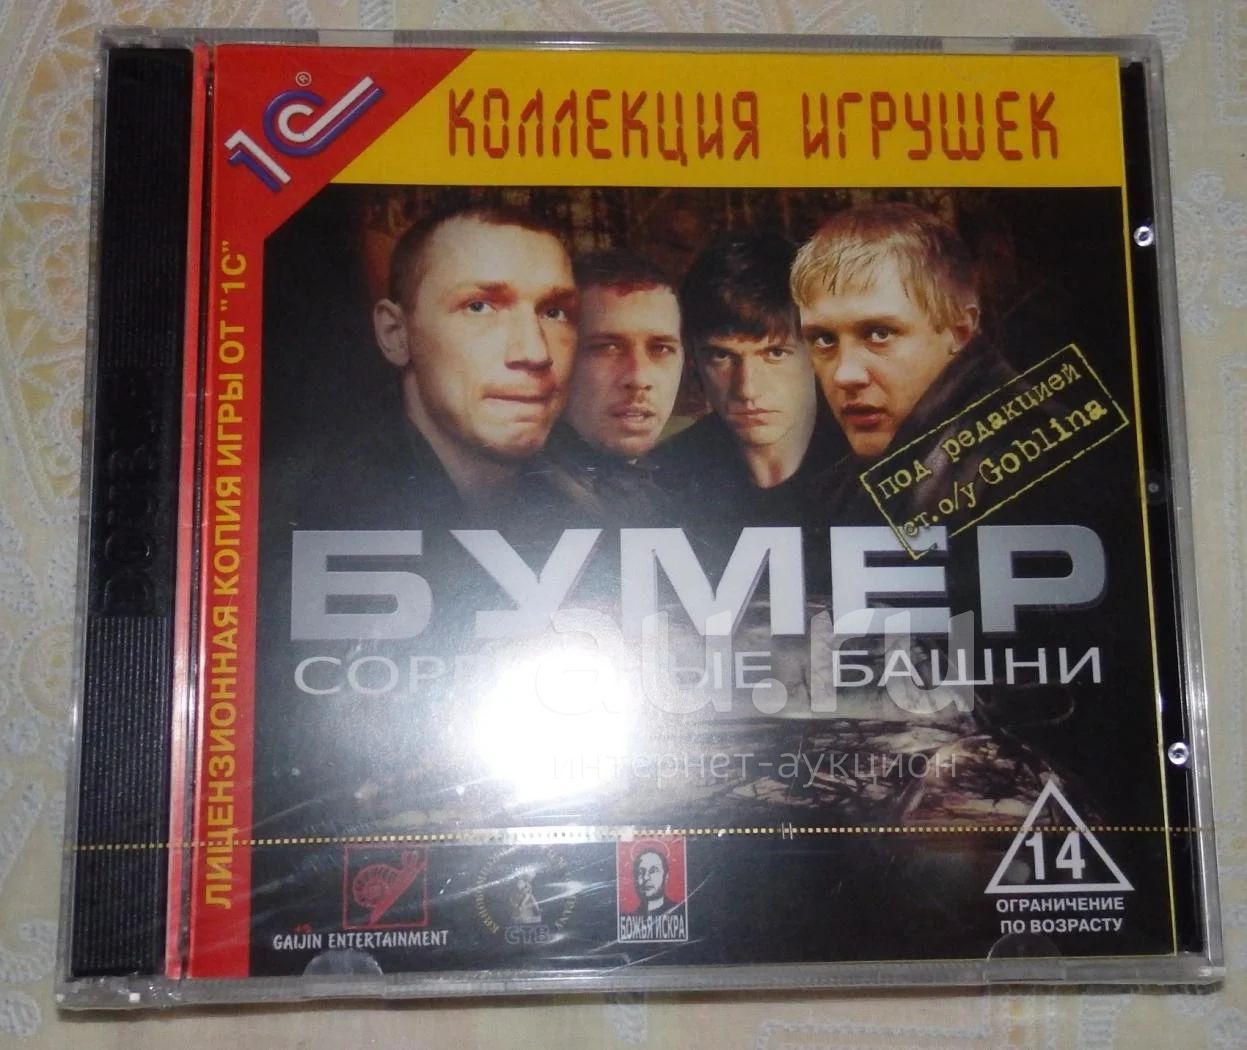 1С®
КОЛЛЕКЦИЯ ИГРУШЕК
ЛИЦЕНЗИОННАЯ КОПИЯ ИГРЫ ОТ "1С"
под редакцией
ст. о/у Goblina
БУМЕР
БАШНИ
au.ru
интернет-аукцион
14
ОГРАНИЧЕНИЕ
ПО ВОЗРАСТУ
GAIJIN ENTERTAINMENT
СТВ
БОЖЬЯ ИСКРА